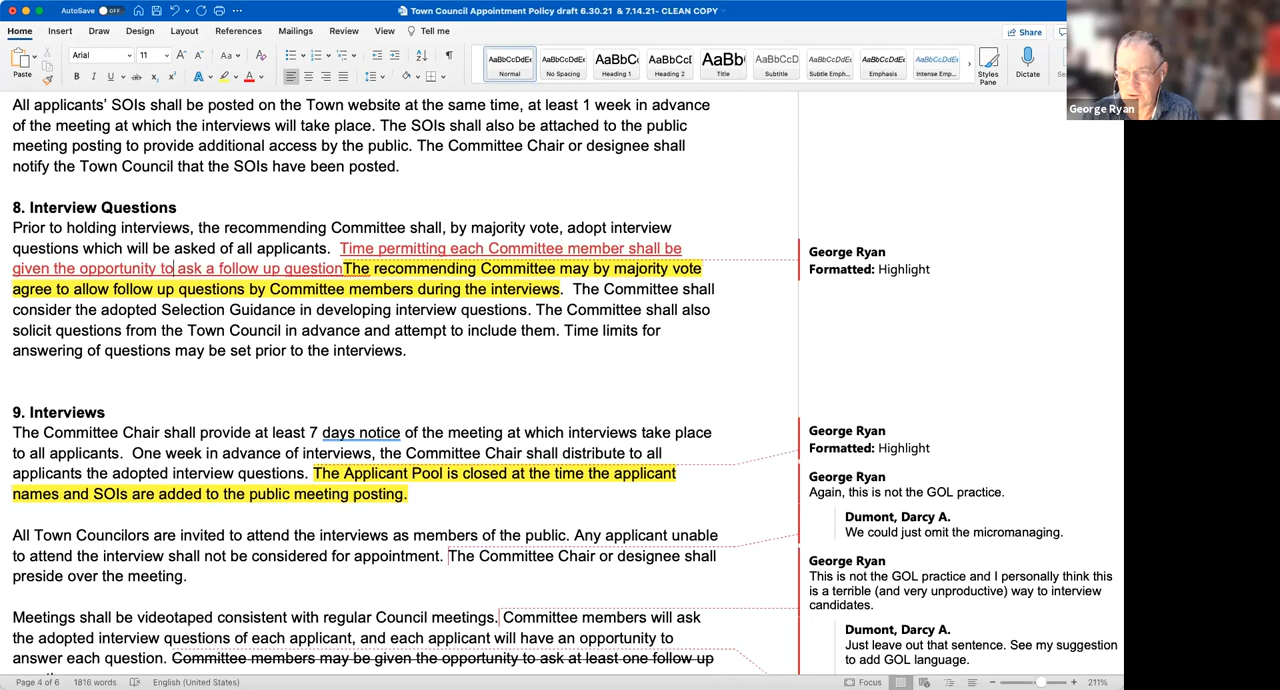 AutoSave OFF
Town Council Appointment Policy draft 6.30.21 & 7.14.21- CLEAN COPY
Home Insert Draw Design Layout References Mailings Review View Tell me
Share
Paste
Arial 11
AaBbCcDdEe AaBbCcDdEe AaBbC AaBbCcD AaBb AaBbCcD AaBbCcDdEe AaBbCcDdEe AaBbCcDdEe
Normal No Spacing Heading 1 Heading 2 Title Subtitle Subtle Emph... Emphasis Intense Emp...
Styles Pane
Dictate
George Ryan
All applicants' SOIs shall be posted on the Town website at the same time, at least 1 week in advance
of the meeting at which the interviews will take place. The SOIs shall also be attached to the public
meeting posting to provide additional access by the public. The Committee Chair or designee shall
notify the Town Council that the SOIs have been posted.
8. Interview Questions
Prior to holding interviews, the recommending Committee shall, by majority vote, adopt interview
questions which will be asked of all applicants. Time permitting each Committee member shall be
given the opportunity to ask a follow up questionThe recommending Committee may by majority vote
agree to allow follow up questions by Committee members during the interviews. The Committee shall
consider the adopted Selection Guidance in developing interview questions. The Committee shall also
solicit questions from the Town Council in advance and attempt to include them. Time limits for
answering of questions may be set prior to the interviews.
9. Interviews
The Committee Chair shall provide at least 7 days notice of the meeting at which interviews take place
to all applicants. One week in advance of interviews, the Committee Chair shall distribute to all
applicants the adopted interview questions. The Applicant Pool is closed at the time the applicant
names and SOIs are added to the public meeting posting.
All Town Councilors are invited to attend the interviews as members of the public. Any applicant unable
to attend the interview shall not be considered for appointment. The Committee Chair or designee shall
preside over the meeting.
Meetings shall be videotaped consistent with regular Council meetings. Committee members will ask
the adopted interview questions of each applicant, and each applicant will have an opportunity to
answer each question. Committee members may be given the opportunity to ask at least one follow up
George Ryan
Formatted: Highlight
George Ryan
Formatted: Highlight
George Ryan
Again, this is not the GOL practice.
Dumont, Darcy A.
We could just omit the micromanaging.
George Ryan
This is not the GOL practice and I personally think this
is a terrible (and very unproductive) way to interview
candidates.
Dumont, Darcy A.
Just leave out that sentence. See my suggestion
to add GOL language.
Page 4 of 6 1816 words English (United States) Focus 211%